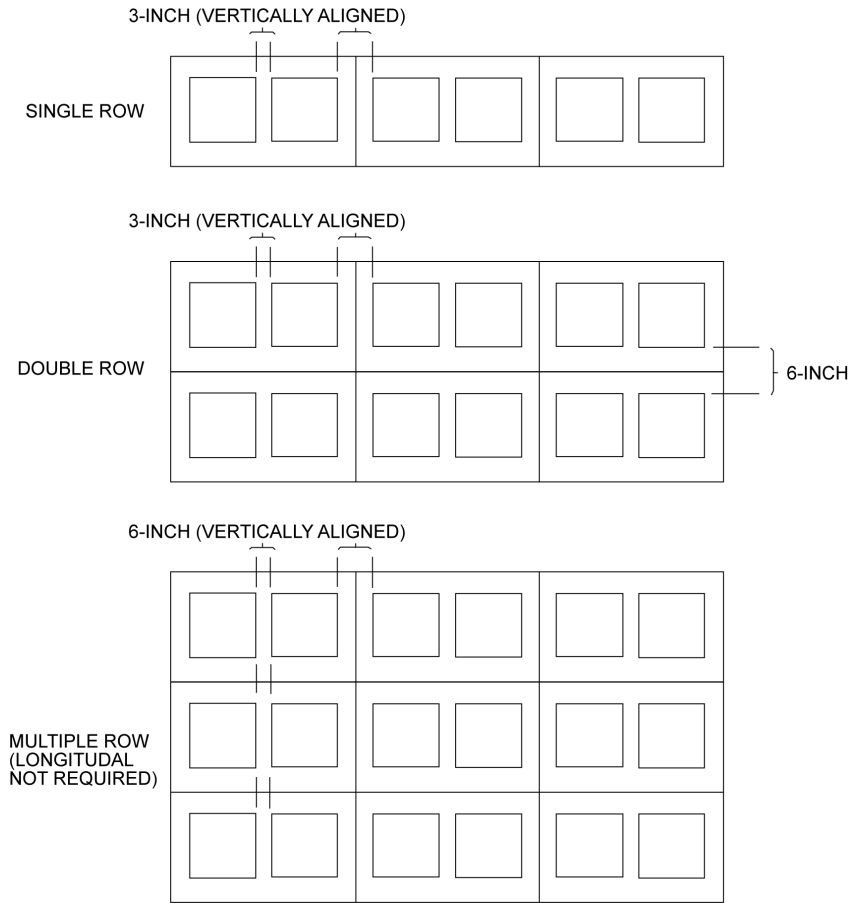 3-INCH (VERTICALLY ALIGNED)
SINGLE ROW
3-INCH (VERTICALLY ALIGNED)
DOUBLE ROW
6-INCH
6-INCH (VERTICALLY ALIGNED)
MULTIPLE ROW
(LONGITUDAL
NOT REQUIRED)